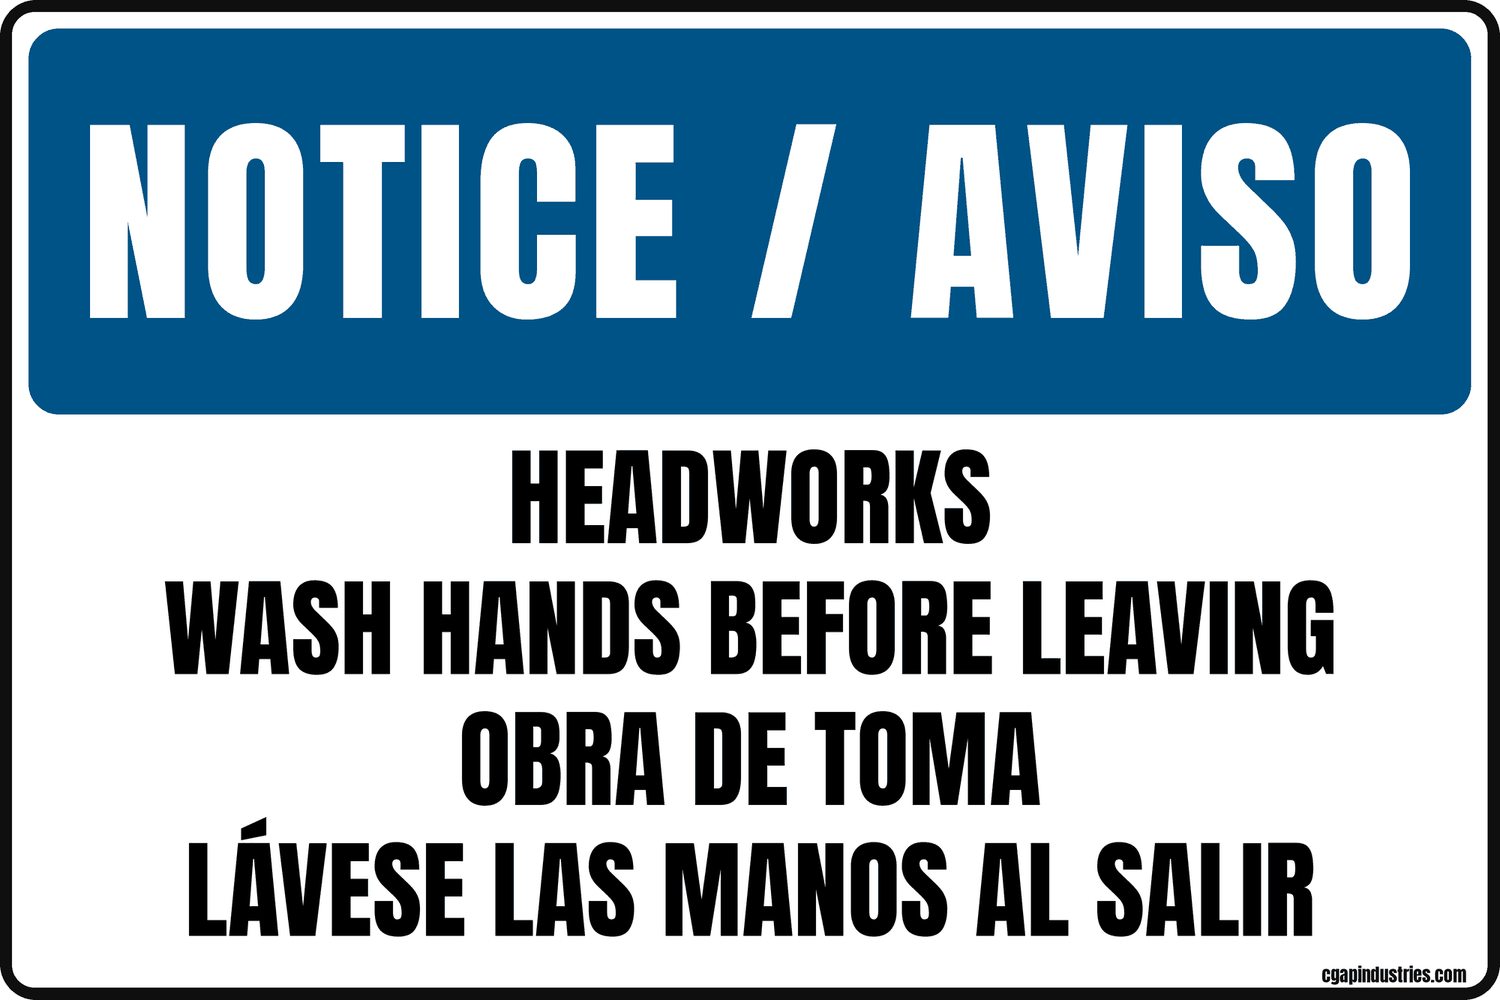 NOTICE / AVISO
HEADWORKS
WASH HANDS BEFORE LEAVING
OBRA DE TOMA
LÁVESE LAS MANOS AL SALIR
cgapindustries.com